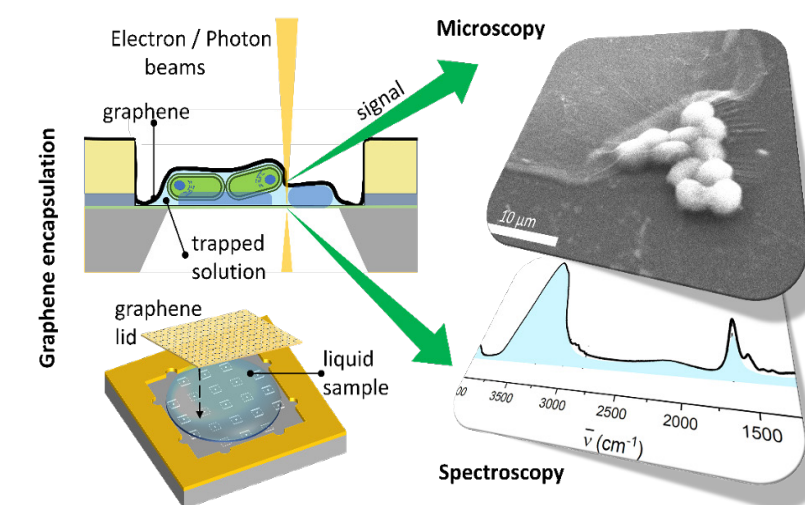 Graphene encapsulation
Electron / Photon
beams
graphene
trapped
solution
signal
Microscopy
10 µm
graphene
lid
liquid
sample
00
3500
3000
2500
2000
1500
ν̅ (cm⁻¹)
Spectroscopy